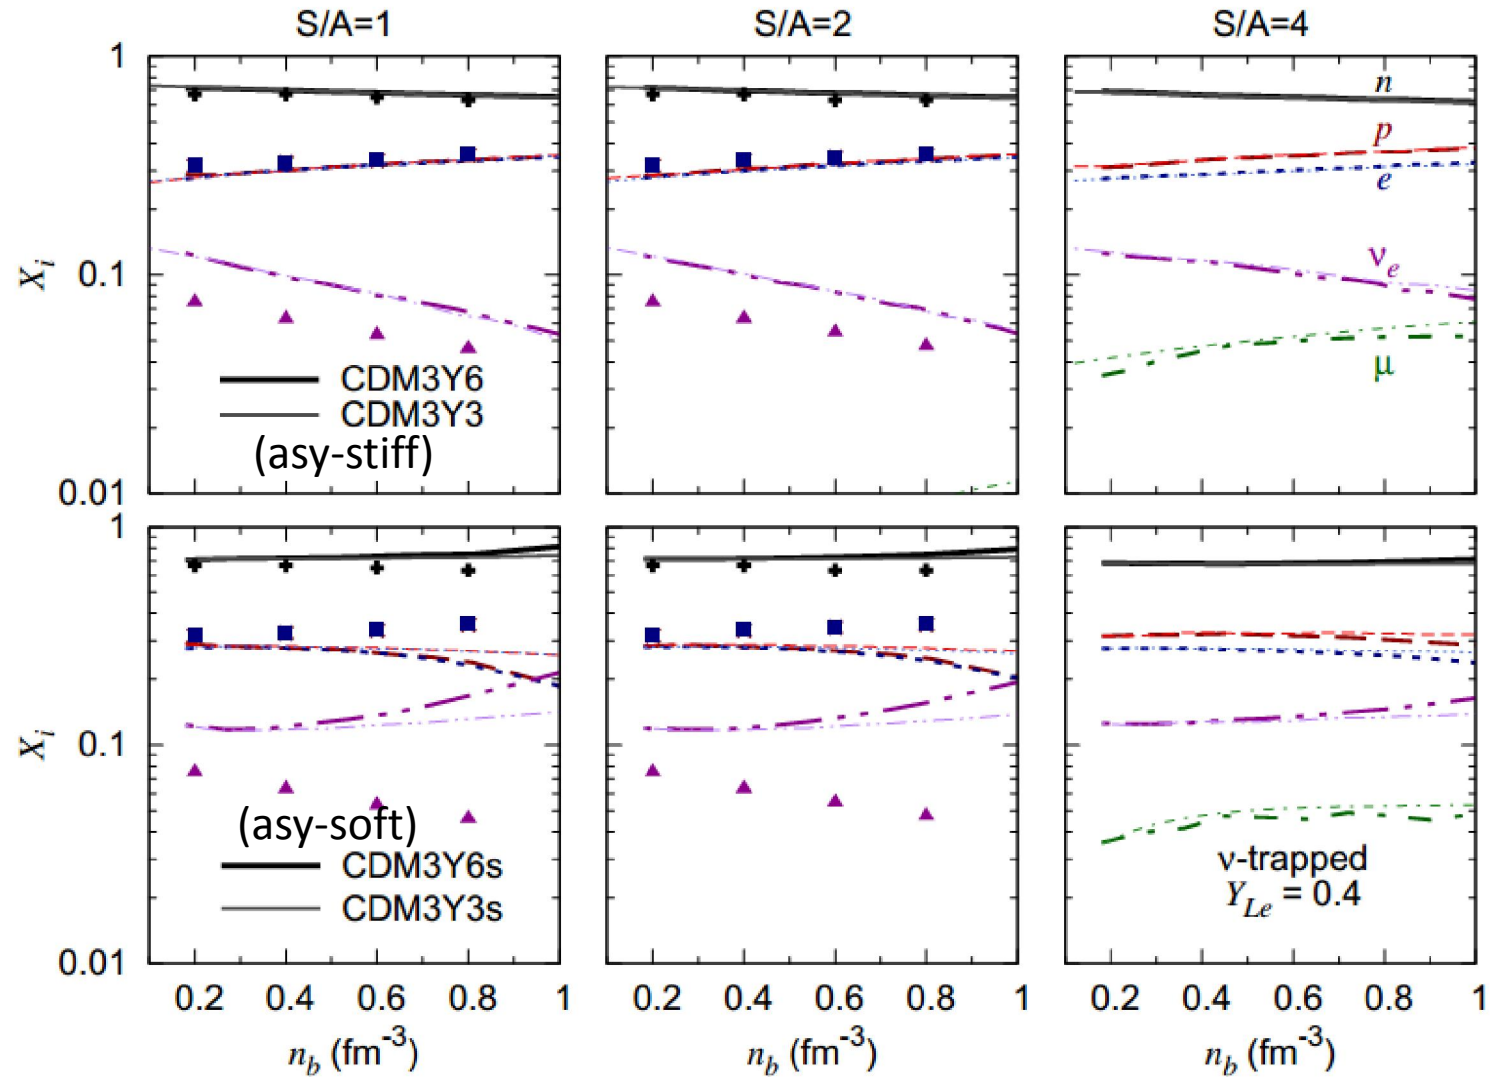 S/A=1 S/A=2 S/A=4
1
n
p
e
X_i 0.1
ν_e
μ
CDM3Y6
CDM3Y3
(asy-stiff)
0.01
1
X_i 0.1
(asy-soft)
CDM3Y6s
CDM3Y3s
ν-trapped
Y_{Le} = 0.4
0.01
0.2 0.4 0.6 0.8 1 0.2 0.4 0.6 0.8 1 0.2 0.4 0.6 0.8 1
n_b (fm^{-3}) n_b (fm^{-3}) n_b (fm^{-3})